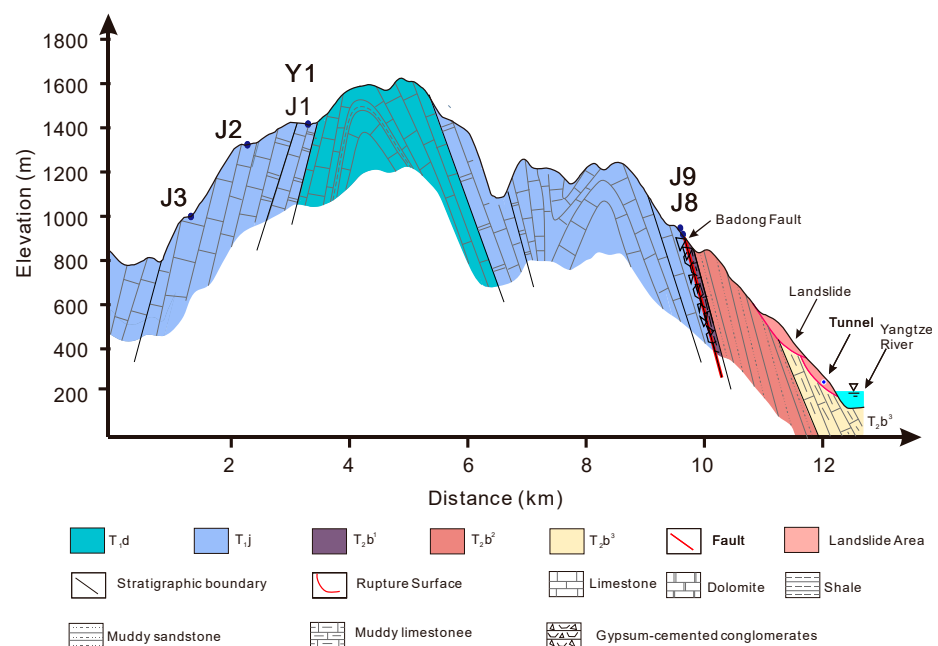 1800
1600
1400
1200
1000
800
600
400
200
Elevation (m)
Y1
J1
J2
J3
J9
J8
Badong Fault
Landslide
Tunnel
Yangtze
River
T₂b³
2
4
6
8
10
12
Distance (km)
T₁d
T₁j
T₂b¹
T₂b²
T₂b³
Fault
Landslide Area
Stratigraphic boundary
Rupture Surface
Limestone
Dolomite
Shale
Muddy sandstone
Muddy limestonee
Gypsum-cemented conglomerates